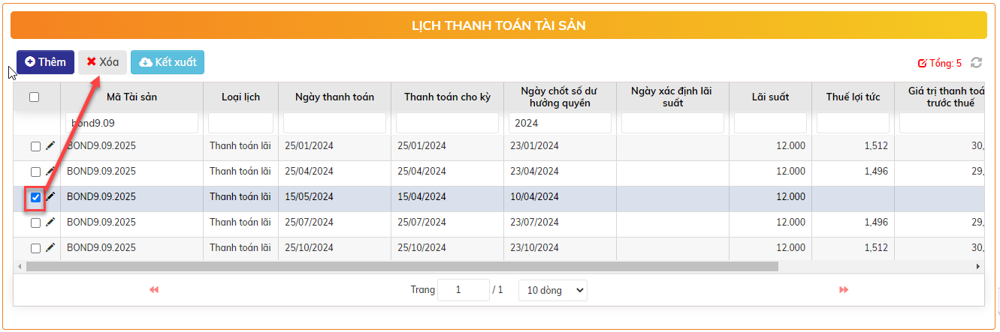 LỊCH THANH TOÁN TÀI SẢN
Thêm Xóa Kết xuất Tổng: 5
Mã Tài sản Loại lịch Ngày thanh toán Thanh toán cho kỳ Ngày chốt số dư hưởng quyền Ngày xác định lãi suất Lãi suất Thuế lợi tức Giá trị thanh toá trước thuế
bond9.09 2024
BOND9.09.2025 Thanh toán lãi 25/01/2024 25/01/2024 23/01/2024 12.000 1,512 30,
BOND9.09.2025 Thanh toán lãi 25/04/2024 25/04/2024 23/04/2024 12.000 1,496 29,
BOND9.09.2025 Thanh toán lãi 15/05/2024 15/04/2024 10/04/2024 12.000
BOND9.09.2025 Thanh toán lãi 25/07/2024 25/07/2024 23/07/2024 12.000 1,496 29,
BOND9.09.2025 Thanh toán lãi 25/10/2024 25/10/2024 23/10/2024 12.000 1,512 30,
Trang 1 / 1 10 dòng